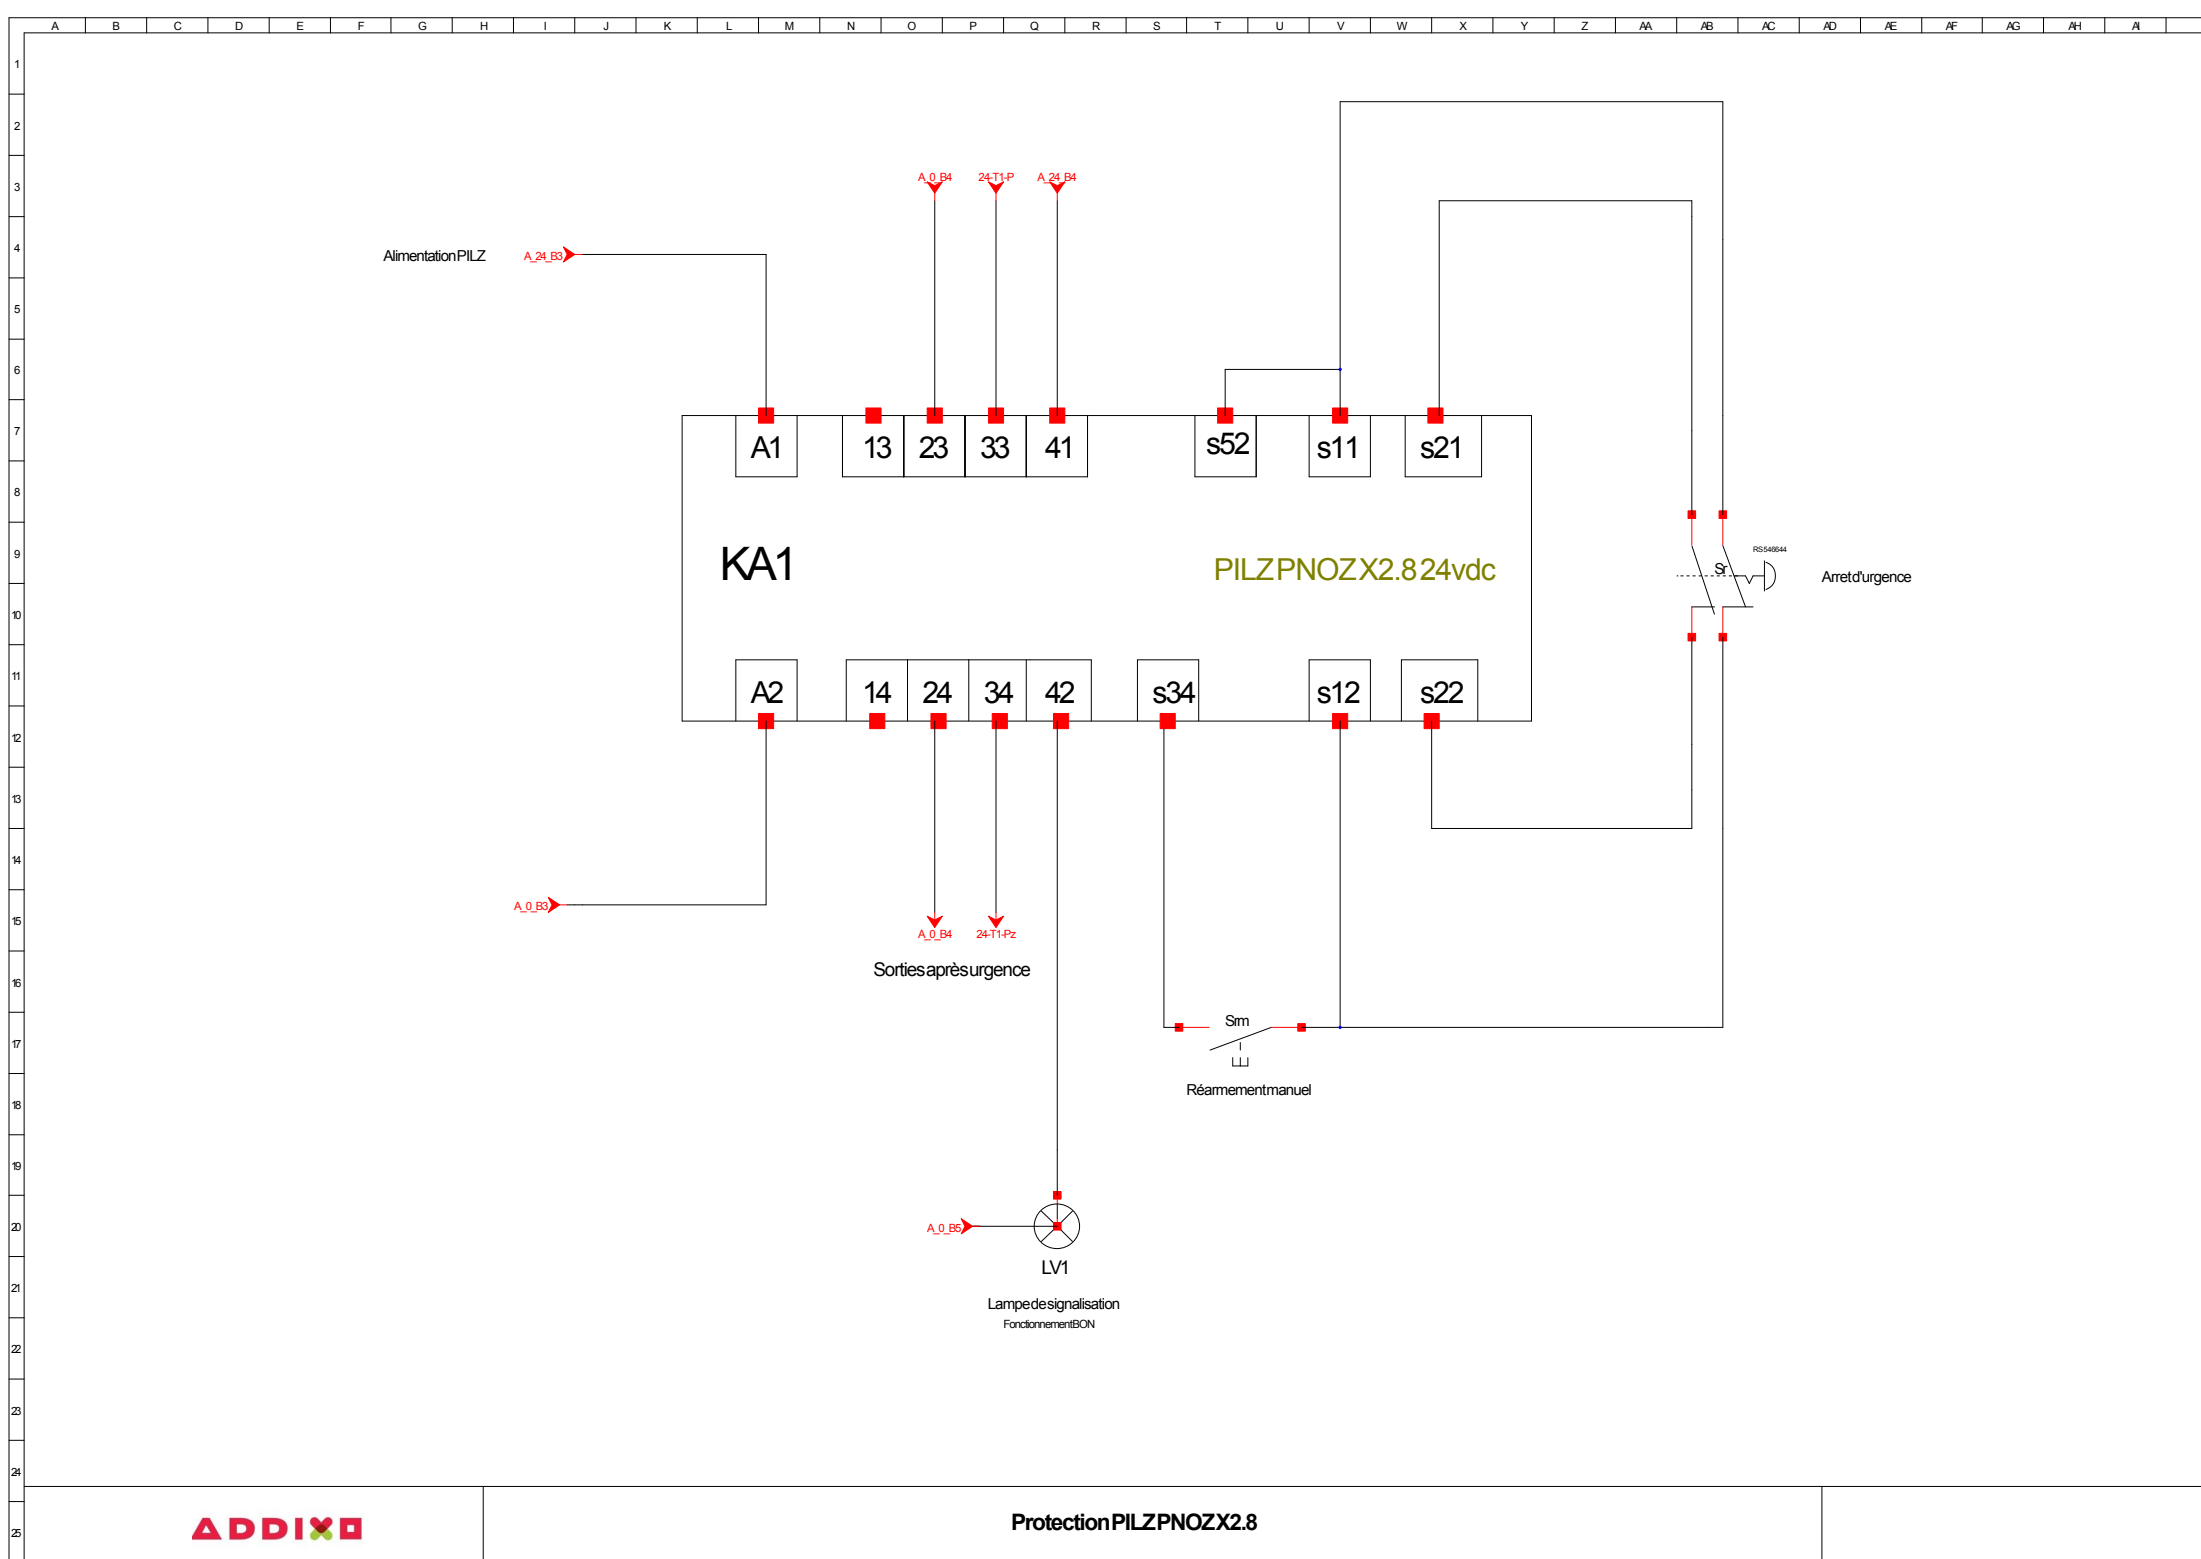 A B C D E F G H I J K L M N O P Q R S T U V W X Y Z AA AB AC AD AE AF AG AH AI
1
2
3
4
5
6
7
8
9
10
11
12
13
14
15
16
17
18
19
20
21
22
23
24
25
A_0_B4 24-T1-P A_24_B4
Alimentation PILZ A_24_B3
A1 13 23 33 41 s52 s11 s21
KA1 PILZ PNOZ X2.8 24vdc
RS 546644
Sr
Arret d'urgence
A2 14 24 34 42 s34 s12 s22
A_0_B3
A_0_B4 24-T1-Pz
Sorties après urgence
Srm
Réarmement manuel
A_0_B5
LV1
Lampe de signalisation
Fonctionnement BON
ADDIXO
Protection PILZ PNOZ X2.8